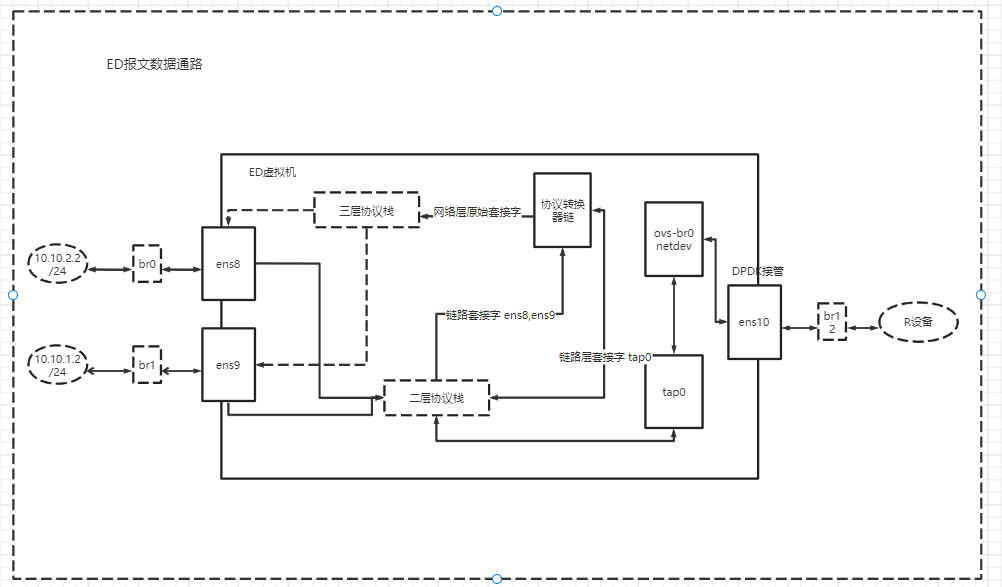 ED报文数据通路
ED虚拟机
三层协议栈
网络层原始套接字
协议转换
器链
ovs-br0
netdev
DPDK接管
10.10.2.2
/24
br0
ens8
链路套接字 ens8,ens9
ens10
br1
2
R设备
10.10.1.2
/24
br1
ens9
链路层套接字 tap0
二层协议栈
tap0